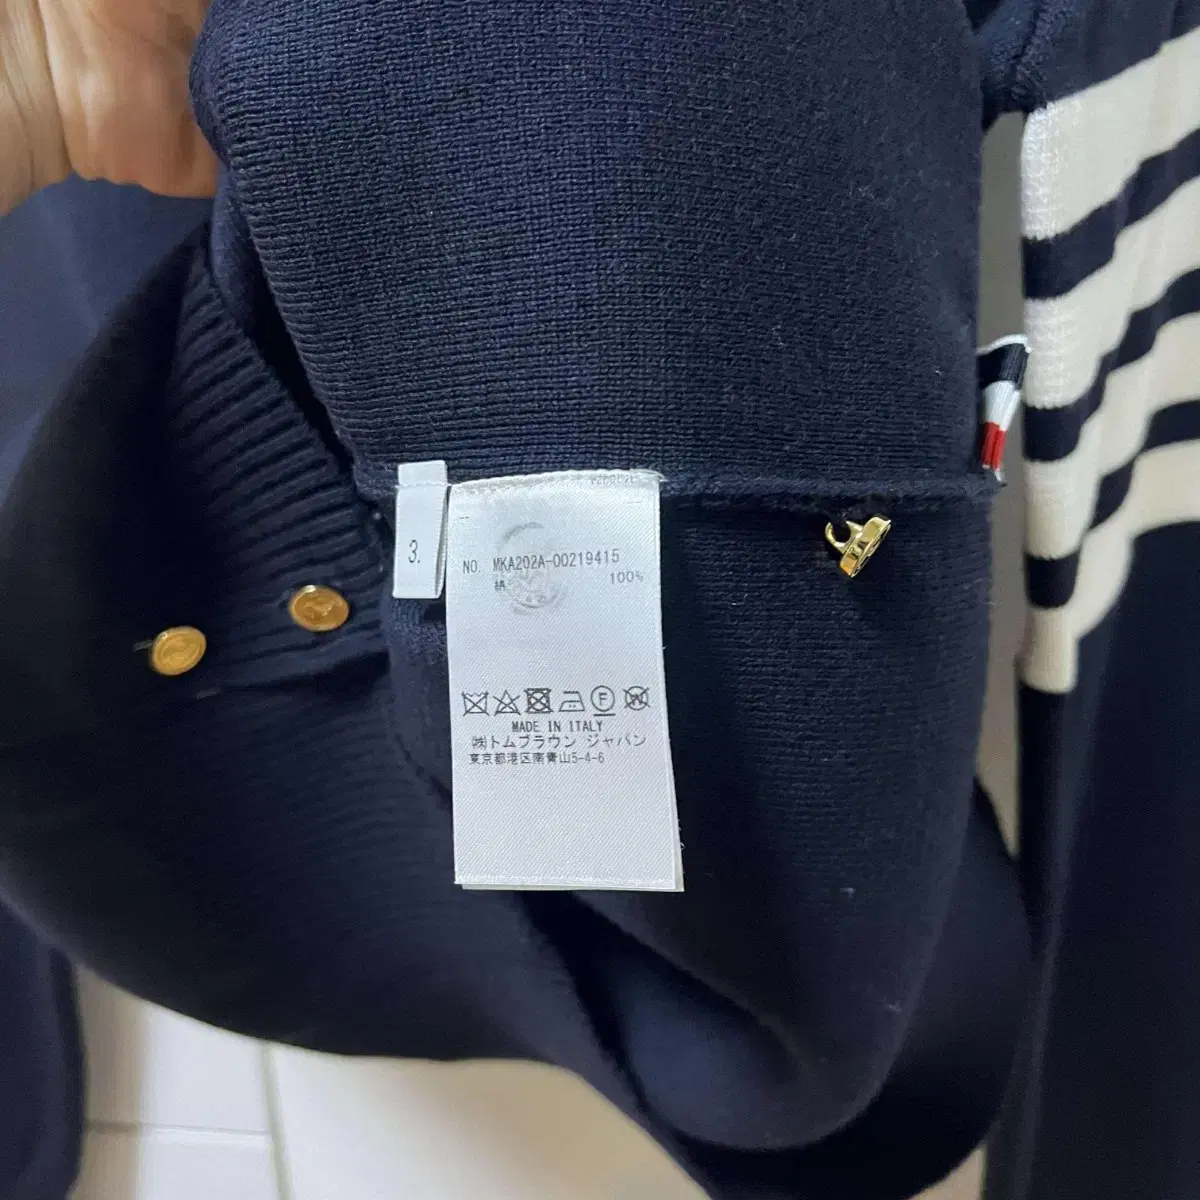 3.
NO. MKA202A-00219415
100%
MADE IN ITALY
㈱トムブラウン ジャパン
東京都港区南青山5-4-6